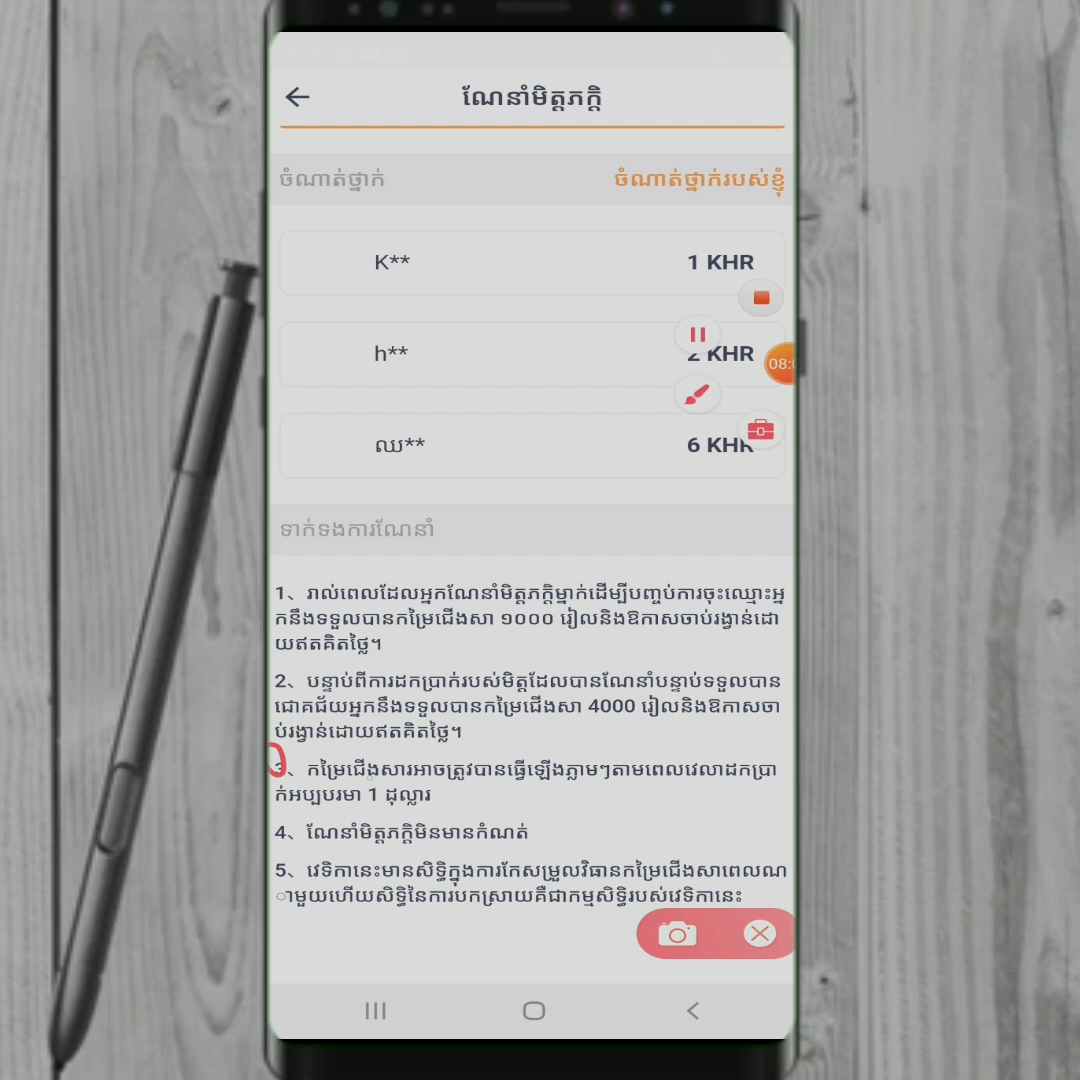 ណែនាំមិត្តភក្តិ
ចំណាត់ថ្នាក់ ចំណាត់ថ្នាក់របស់ខ្ញុំ
K** 1 KHR
h** 2 KHR
08:
ឈ** 6 KHR
ទាក់ទងការណែនាំ
1、រាល់ពេលដែលអ្នកណែនាំមិត្តភក្តិម្នាក់ដើម្បីបញ្ចប់ការចុះឈ្មោះអ្ន
កនឹងទទួលបានកម្រៃជើងសា ១០០០ រៀលនិងឱកាសចាប់រង្វាន់ដោ
យឥតគិតថ្លៃ។
2、បន្ទាប់ពីការដកប្រាក់របស់មិត្តដែលបានណែនាំបន្ទាប់ទទួលបាន
ជោគជ័យអ្នកនឹងទទួលបានកម្រៃជើងសា 4000 រៀលនិងឱកាសចា
ប់រង្វាន់ដោយឥតគិតថ្លៃ។
3、កម្រៃជើងសារអាចត្រូវបានធ្វើឡើងភ្លាមៗតាមពេលវេលាដកប្រា
ក់អប្បបរមា 1 ដុល្លារ
4、ណែនាំមិត្តភក្តិមិនមានកំណត់
5、វេទិកានេះមានសិទ្ធិក្នុងការកែសម្រួលវិធានកម្រៃជើងសាពេលណ
ាមួយហើយសិទ្ធិនៃការបកស្រាយគឺជាកម្មសិទ្ធិរបស់វេទិកានេះ